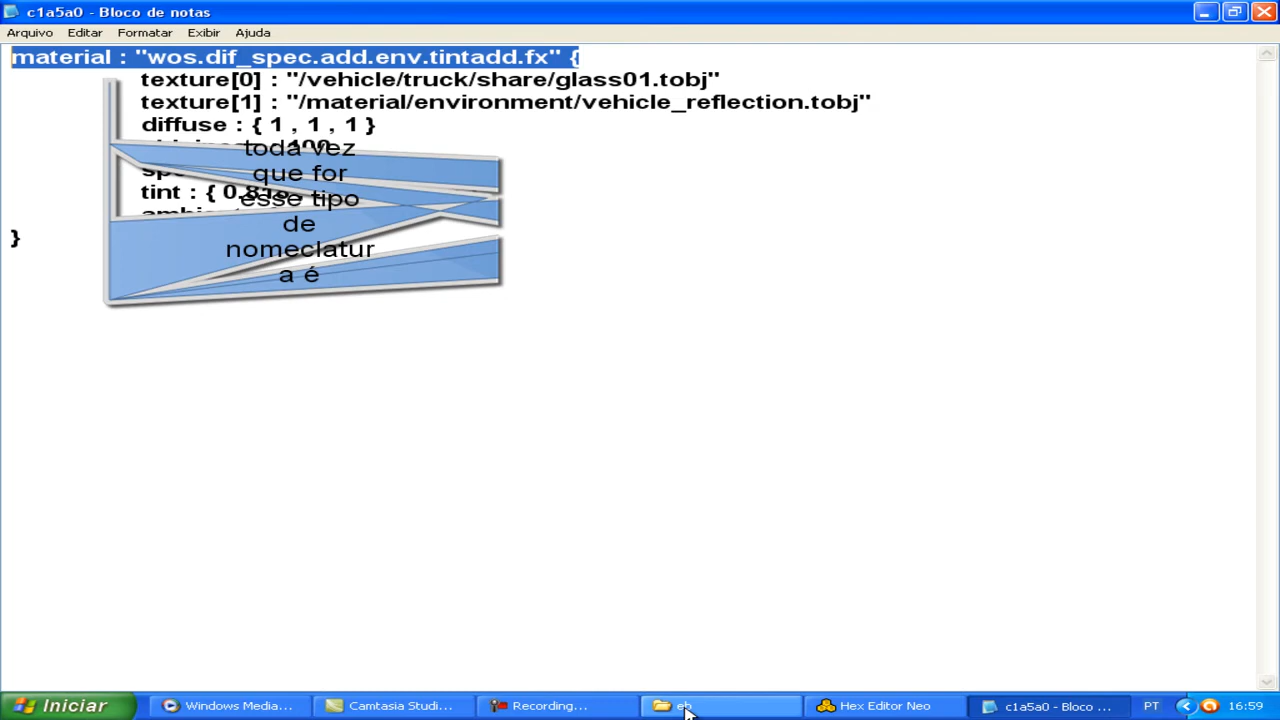 c1a5a0 - Bloco de notas
Arquivo Editar Formatar Exibir Ajuda
material : "wos.dif_spec.add.env.tintadd.fx" {
texture[0] : "/vehicle/truck/share/glass01.tobj"
texture[1] : "/material/environment/vehicle_reflection.tobj"
diffuse : { 1 , 1 , 1 }
tint : {
}
toda vez
que for
esse tipo
de
nomeclatur
a é
Iniciar Windows Media... Camtasia Studi... Recording... eb Hex Editor Neo c1a5a0 - Bloco ... PT 16:59